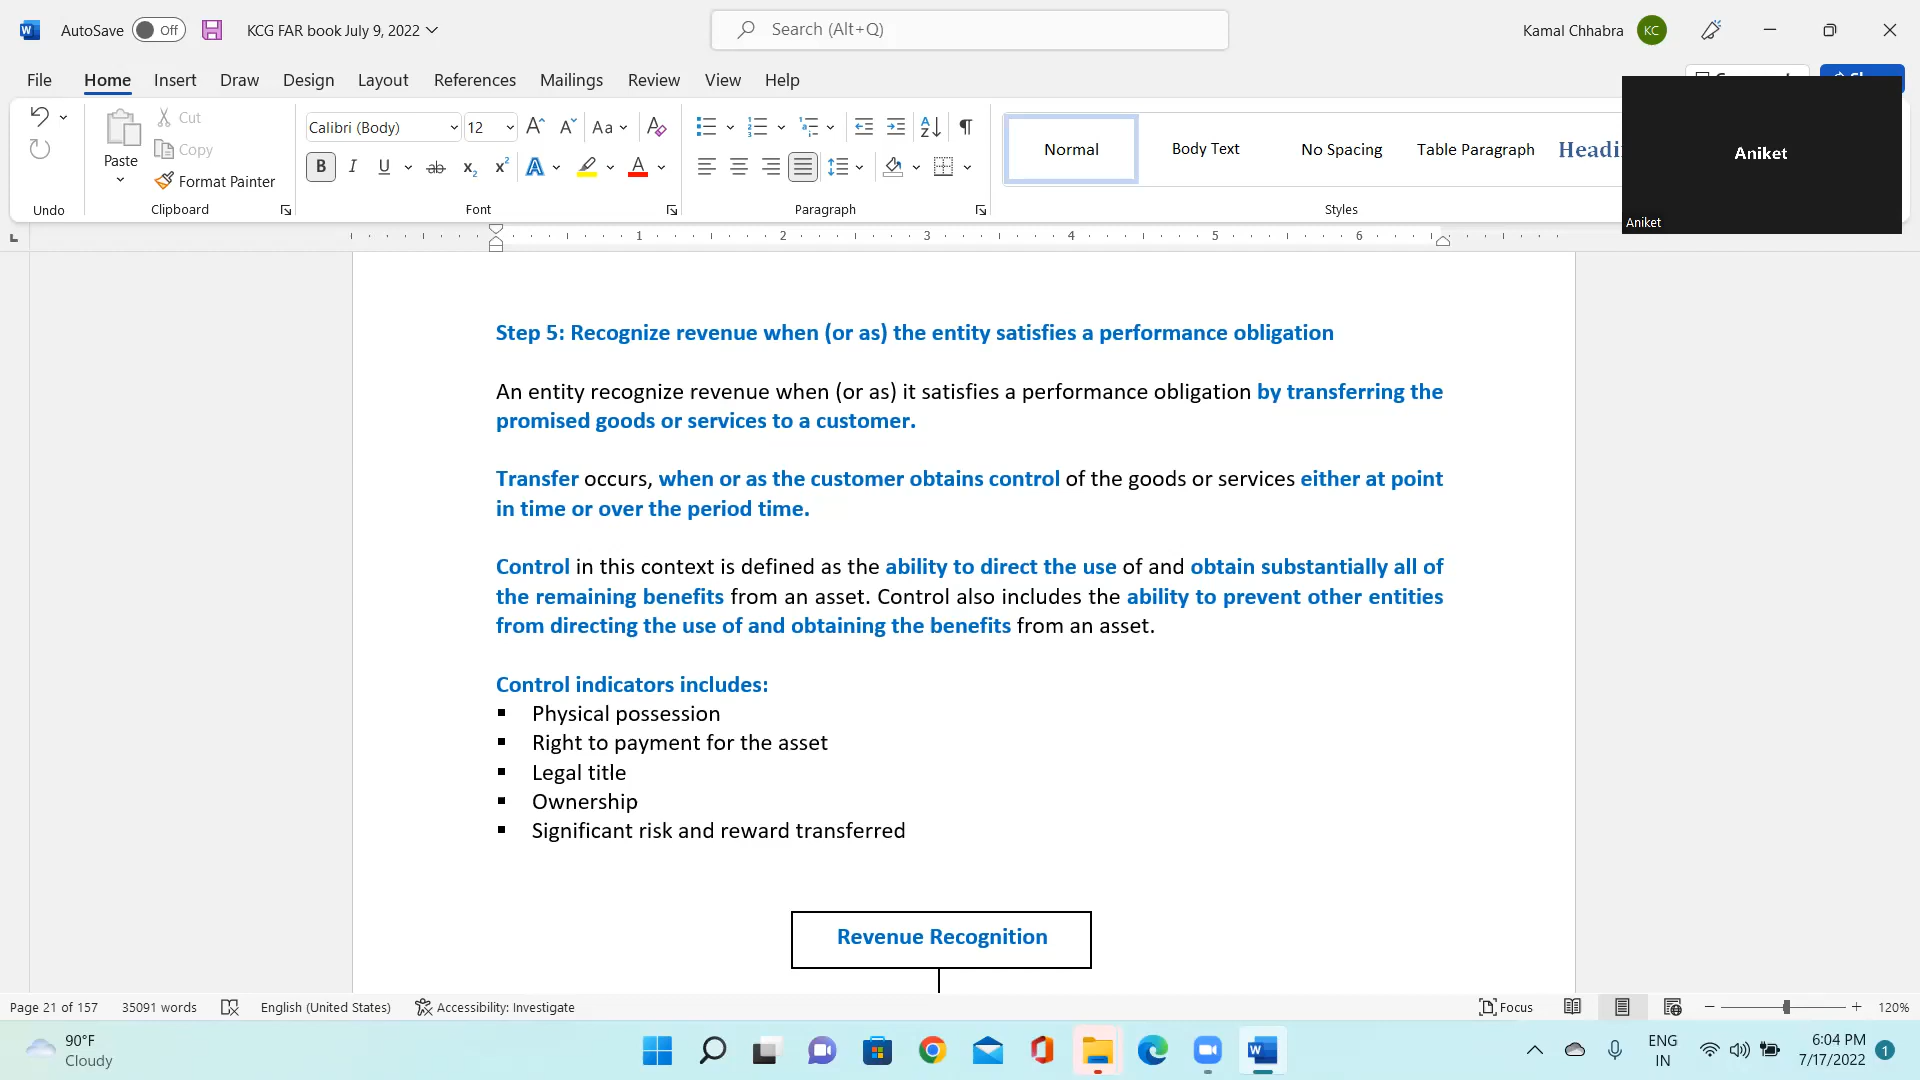 AutoSave Off KCG FAR book July 9, 2022 Search (Alt+Q) Kamal Chhabra KC
File Home Insert Draw Design Layout References Mailings Review View Help
Cut
Calibri (Body) 12 Aa
Copy
Paste
Format Painter
Normal Body Text No Spacing Table Paragraph
Undo Clipboard Font Paragraph Styles
Aniket
Aniket
1 2 3 4 5 6
Step 5: Recognize revenue when (or as) the entity satisfies a performance obligation
An entity recognize revenue when (or as) it satisfies a performance obligation by transferring the
promised goods or services to a customer.
Transfer occurs, when or as the customer obtains control of the goods or services either at point
in time or over the period time.
Control in this context is defined as the ability to direct the use of and obtain substantially all of
the remaining benefits from an asset. Control also includes the ability to prevent other entities
from directing the use of and obtaining the benefits from an asset.
Control indicators includes:
▪ Physical possession
▪ Right to payment for the asset
▪ Legal title
▪ Ownership
▪ Significant risk and reward transferred
Revenue Recognition
Page 21 of 157 35091 words English (United States) Accessibility: Investigate Focus 120%
90°F
Cloudy
ENG
IN
6:04 PM
7/17/2022
1